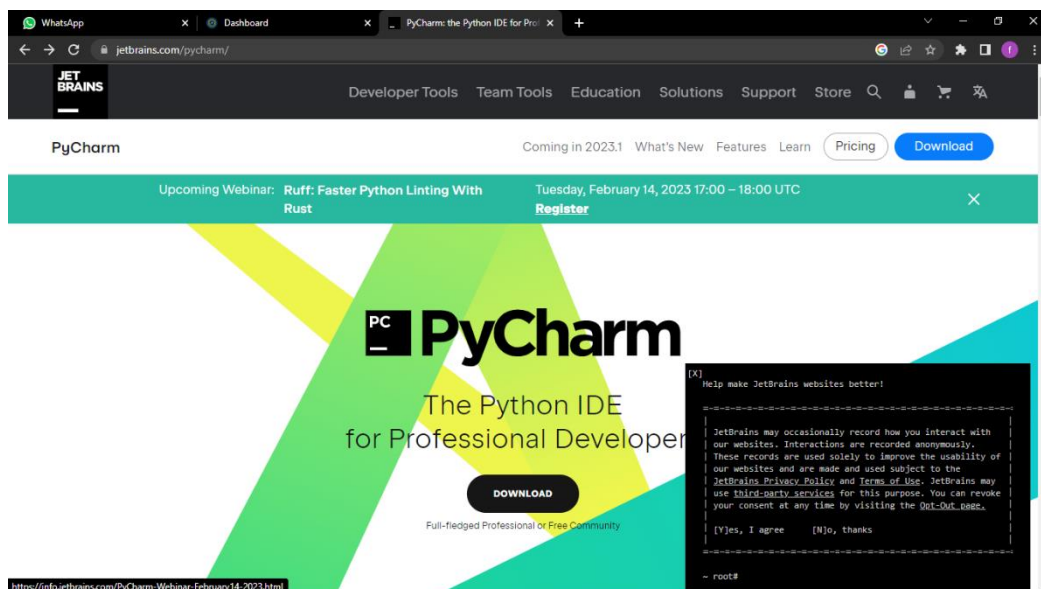 WhatsApp
Dashboard
PyCharm: the Python IDE for Prof
jetbrains.com/pycharm/
JET
BRAINS
Developer Tools Team Tools Education Solutions Support Store
PyCharm
Coming in 2023.1 What's New Features Learn Pricing Download
Upcoming Webinar: Ruff: Faster Python Linting With Rust
Tuesday, February 14, 2023 17:00 – 18:00 UTC
Register
PC
PyCharm
The Python IDE
for Professional Developer
DOWNLOAD
Full-fledged Professional or Free Community
[X]
Help make JetBrains websites better!
JetBrains may occasionally record how you interact with
our websites. Interactions are recorded anonymously.
These records are used solely to improve the usability of
our websites and are made and used subject to the
JetBrains Privacy Policy and Terms of Use. JetBrains may
use third-party services for this purpose. You can revoke
your consent at any time by visiting the Opt-Out page.
[Y]es, I agree [N]o, thanks
~ root#
https://info.jetbrains.com/PyCharm-Webinar-February14-2023.html